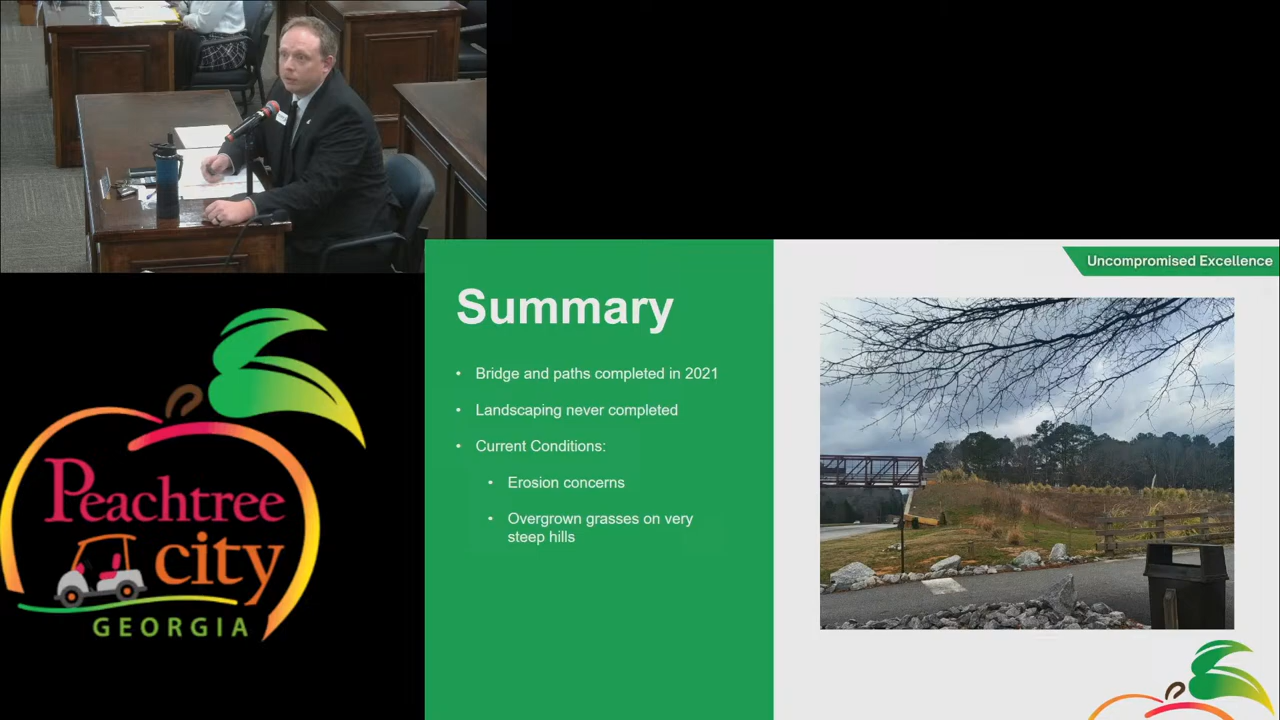 Uncompromised Excellence
Summary
• Bridge and paths completed in 2021
• Landscaping never completed
• Current Conditions:
• Erosion concerns
• Overgrown grasses on very
steep hills
Peachtree
city
GEORGIA